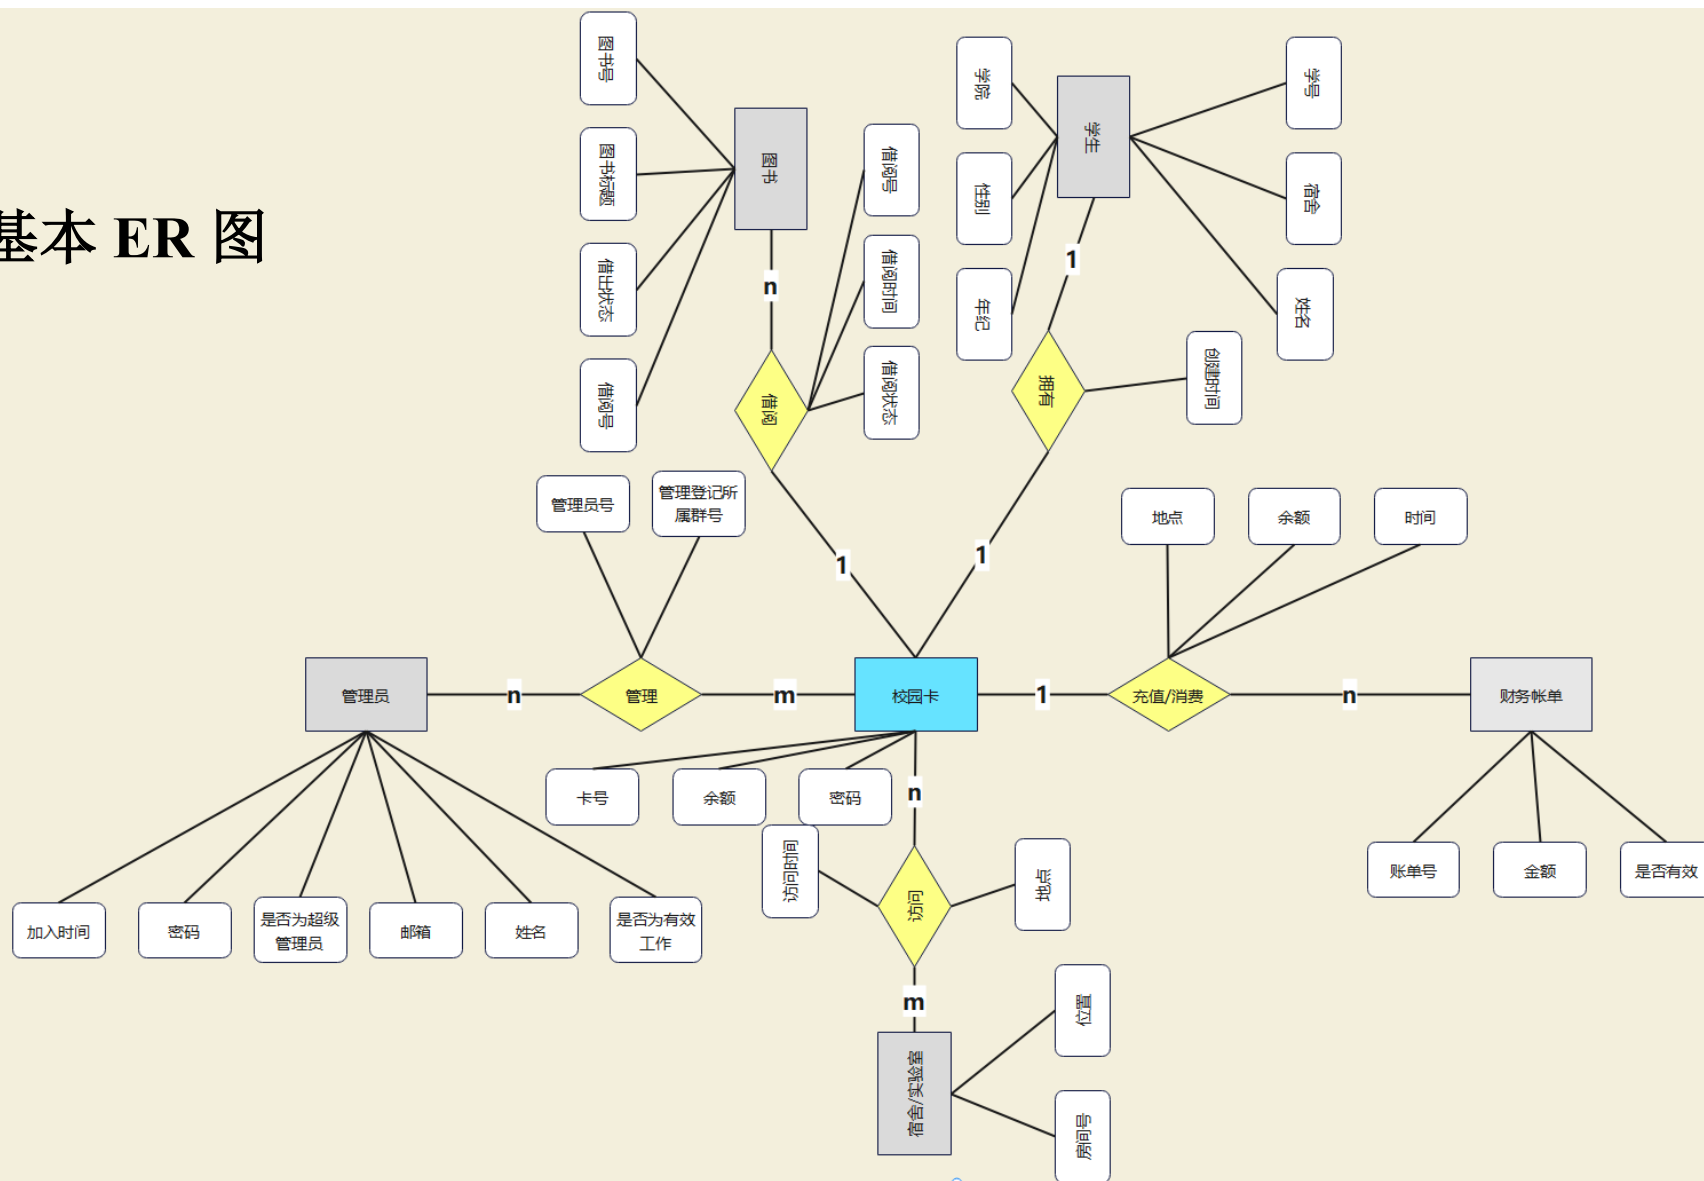 基本 ER 图
图书号
图书标题
借出状态
借阅号
图书
n
借阅
借阅号
借阅时间
借阅状态
1
学院
性别
年纪
学生
学号
宿舍
姓名
1
拥有
创建时间
1
管理员号
管理登记所
属群号
管理员
n
管理
m
校园卡
1
充值/消费
n
财务帐单
地点
余额
时间
卡号
余额
密码
n
访问时间
访问
地点
m
宿舍/实验室
位置
房间号
加入时间
密码
是否为超级
管理员
邮箱
姓名
是否为有效
工作
账单号
金额
是否有效